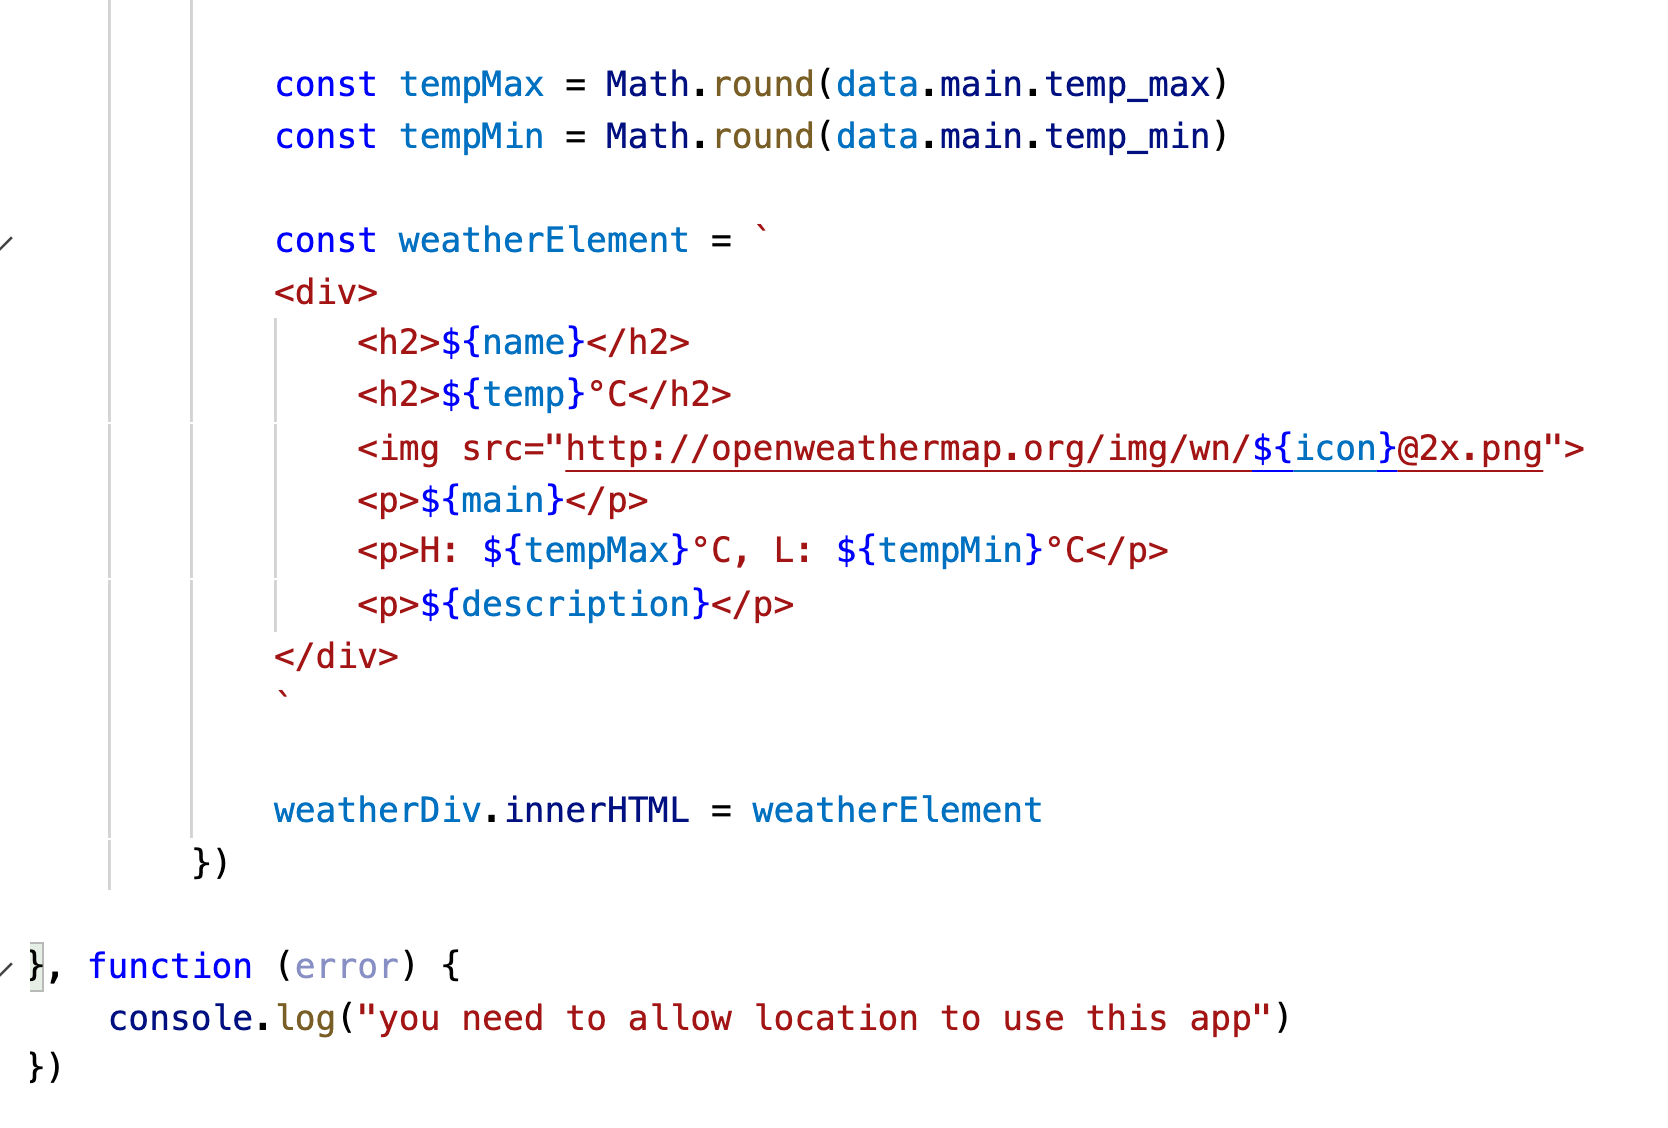 const tempMax = Math.round(data.main.temp_max)
const tempMin = Math.round(data.main.temp_min)
const weatherElement = `
<div>
<h2>${name}</h2>
<h2>${temp}°C</h2>
<img src="http://openweathermap.org/img/wn/${icon}@2x.png">
<p>${main}</p>
<p>H: ${tempMax}°C, L: ${tempMin}°C</p>
<p>${description}</p>
</div>
`
weatherDiv.innerHTML = weatherElement
})
}, function (error) {
console.log("you need to allow location to use this app")
})